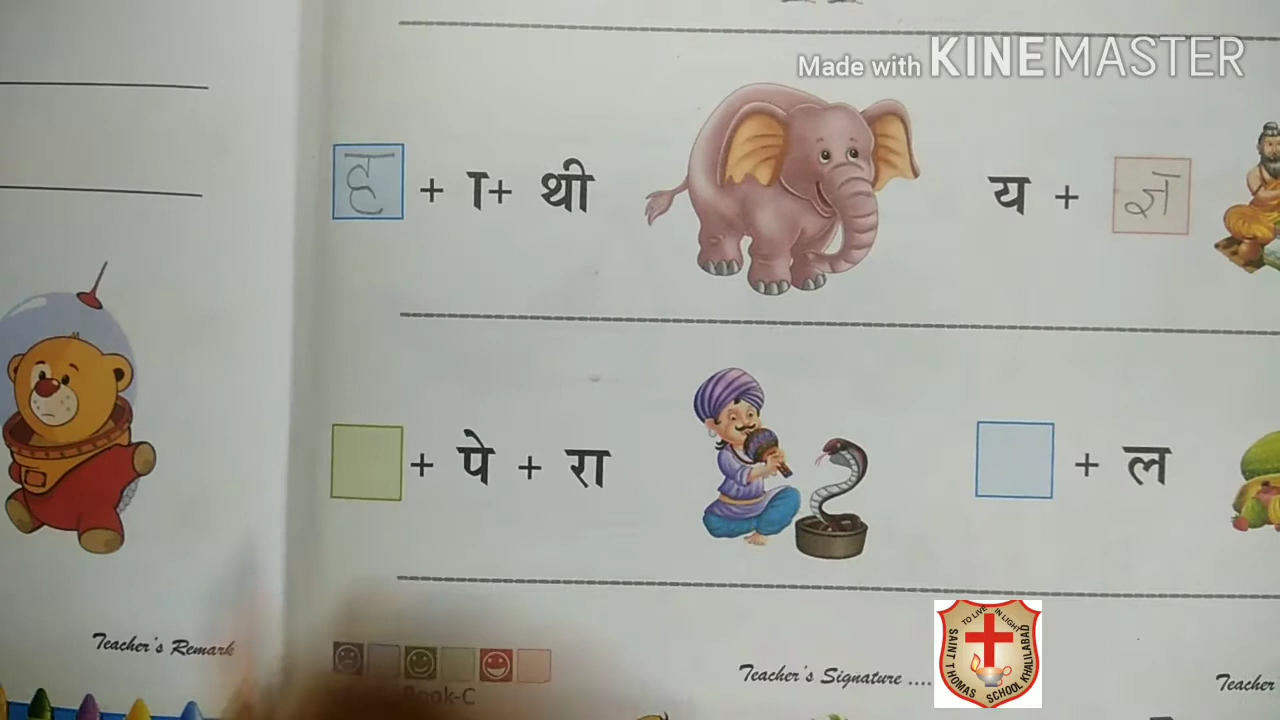 Made with KINEMASTER
ह + ा + थी
य + ज्ञ
+ पे + रा
+ ल
TO LIVE IN LIGHT
SAINT THOMAS SCHOOL KHALILABAD
Teacher's Remark
Book-C
Teacher's Signature ....
Teacher